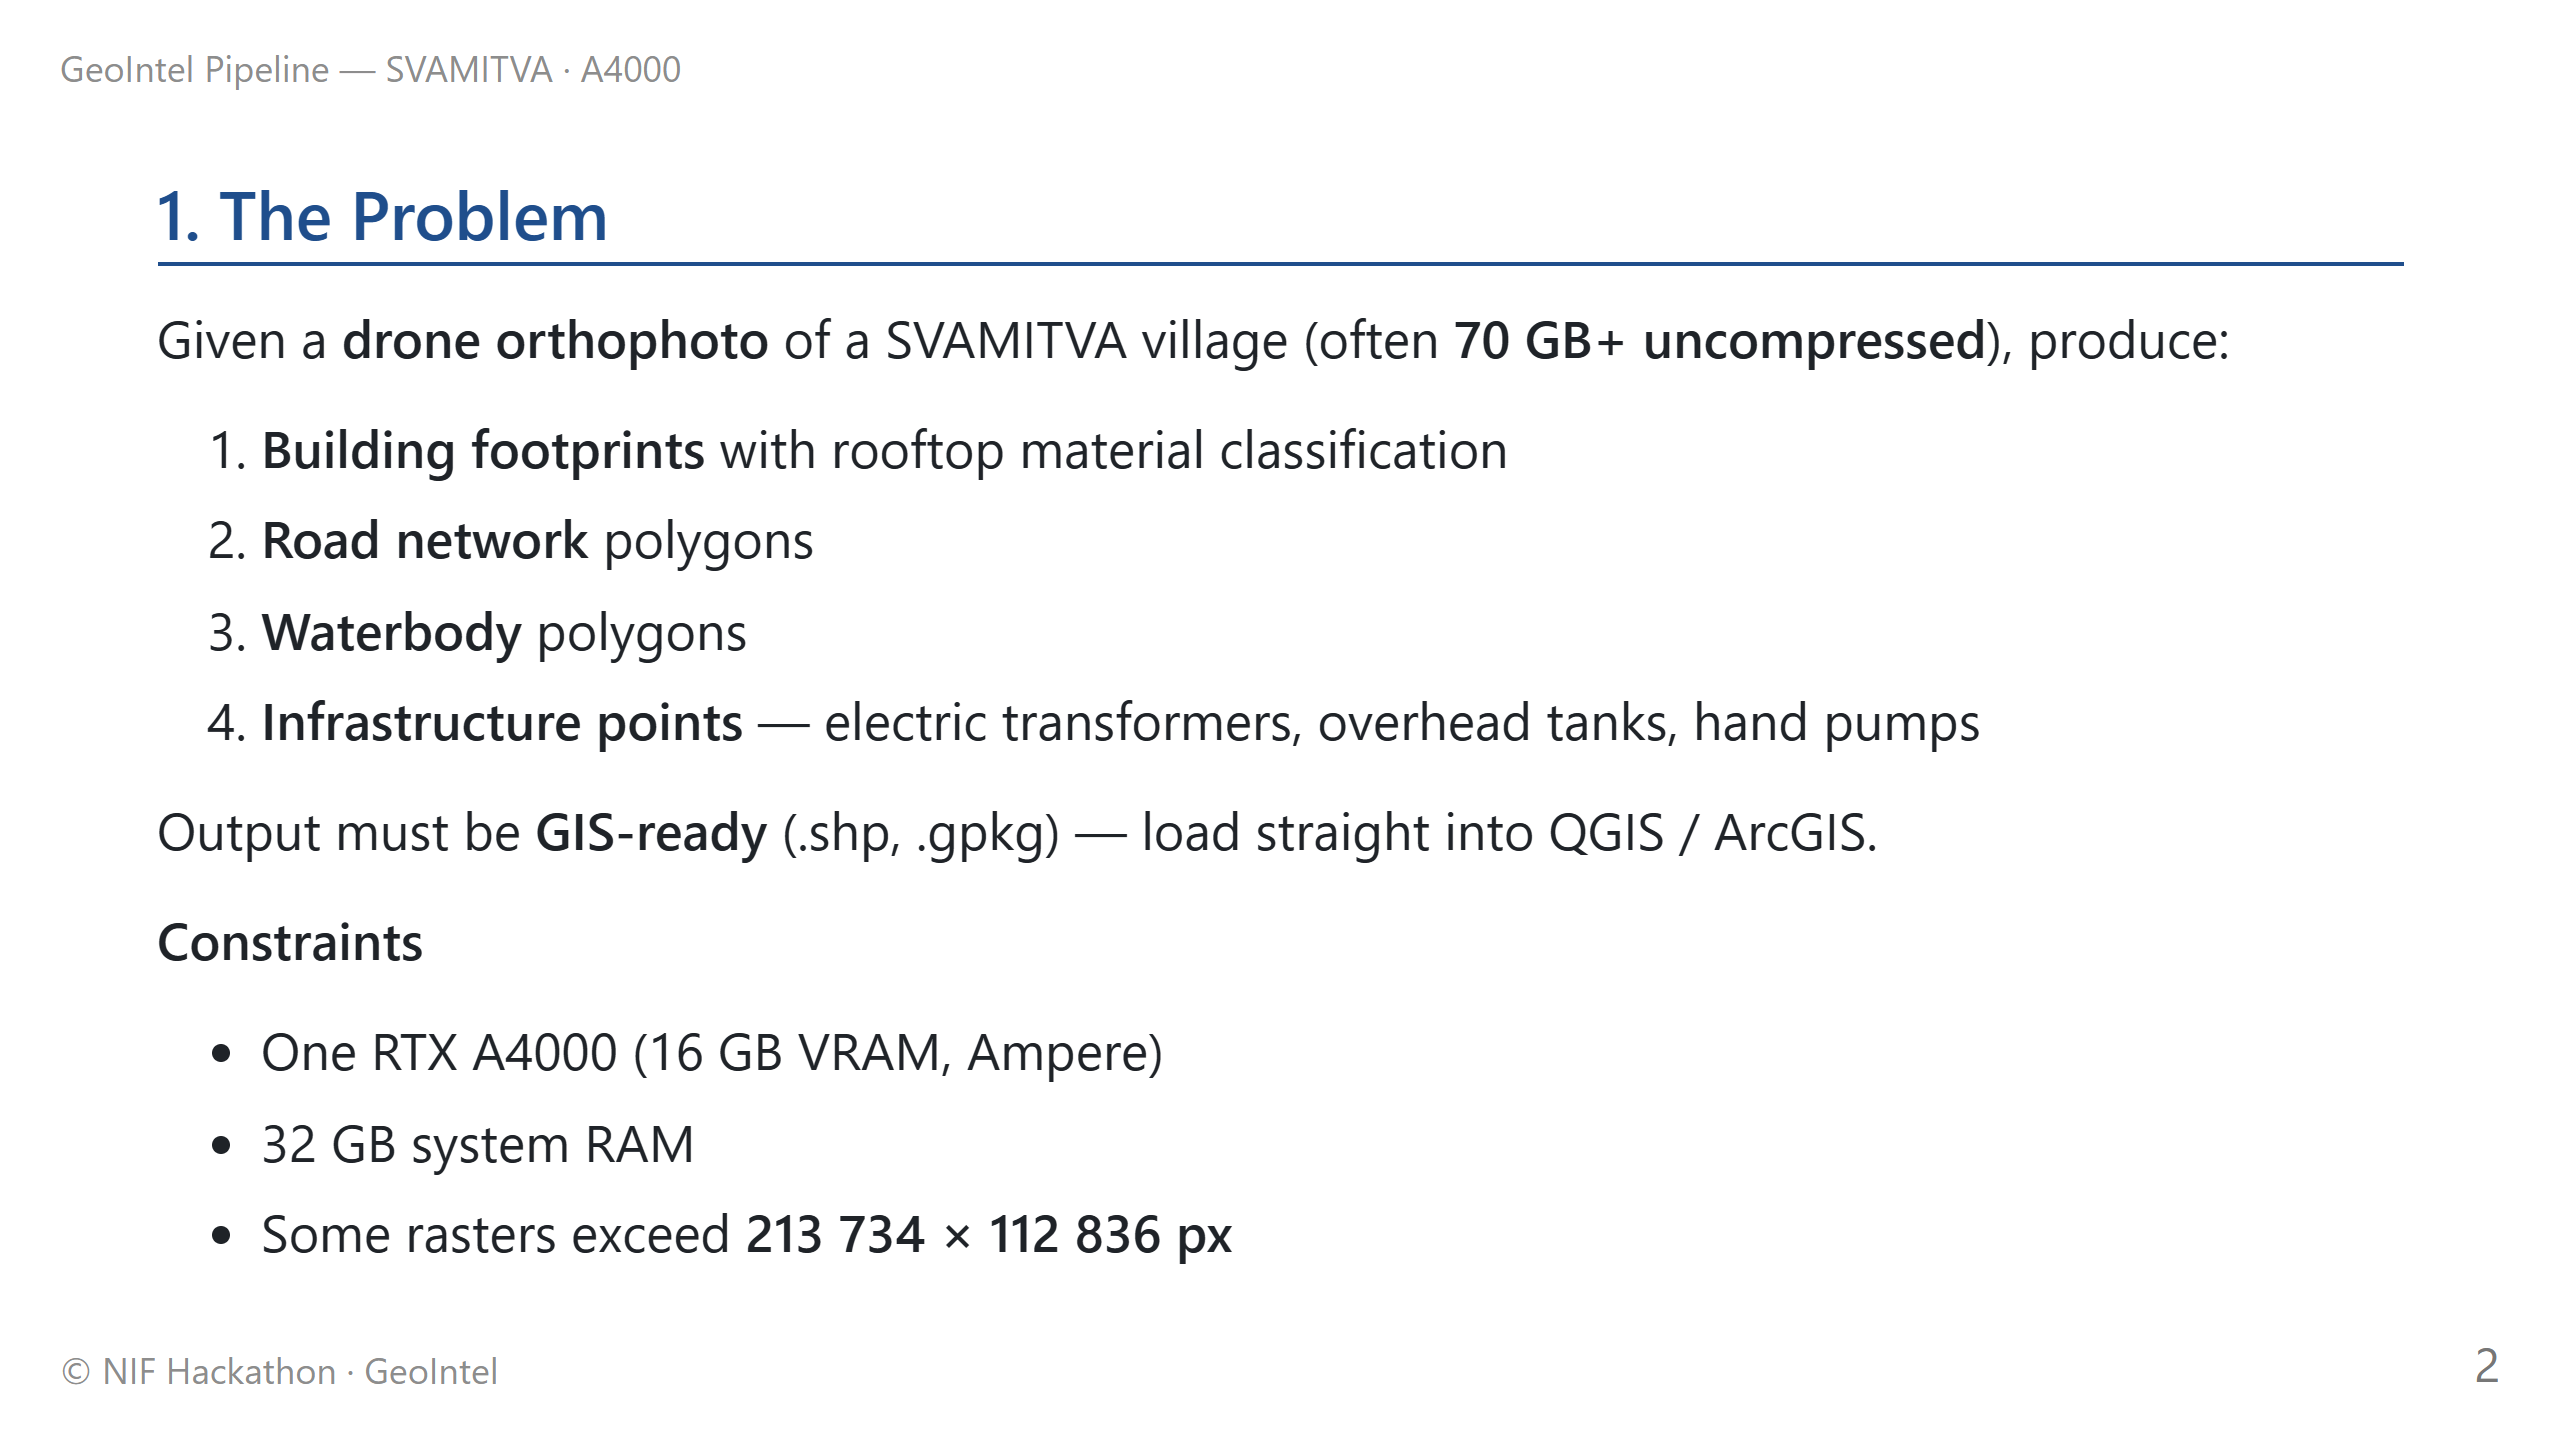 GeoIntel Pipeline — SVAMITVA · A4000
1. The Problem
Given a drone orthophoto of a SVAMITVA village (often 70 GB+ uncompressed), produce:
1. Building footprints with rooftop material classification
2. Road network polygons
3. Waterbody polygons
4. Infrastructure points — electric transformers, overhead tanks, hand pumps
Output must be GIS-ready (.shp, .gpkg) — load straight into QGIS / ArcGIS.
Constraints
• One RTX A4000 (16 GB VRAM, Ampere)
• 32 GB system RAM
• Some rasters exceed 213 734 × 112 836 px
© NIF Hackathon · GeoIntel
2